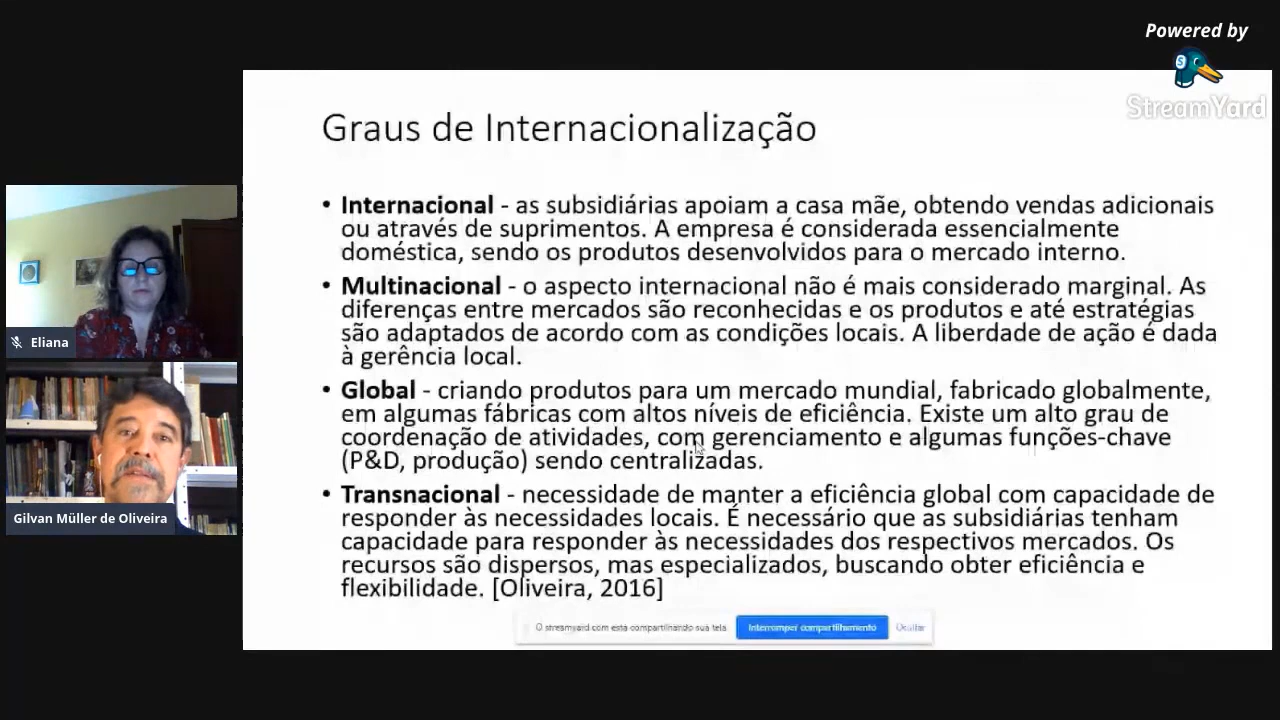 Powered by
StreamYard
Graus de Internacionalização
• Internacional - as subsidiárias apoiam a casa mãe, obtendo vendas adicionais
ou através de suprimentos. A empresa é considerada essencialmente
doméstica, sendo os produtos desenvolvidos para o mercado interno.
• Multinacional - o aspecto internacional não é mais considerado marginal. As
diferenças entre mercados são reconhecidas e os produtos e até estratégias
são adaptados de acordo com as condições locais. A liberdade de ação é dada
à gerência local.
• Global - criando produtos para um mercado mundial, fabricado globalmente,
em algumas fábricas com altos níveis de eficiência. Existe um alto grau de
coordenação de atividades, com gerenciamento e algumas funções-chave
(P&D, produção) sendo centralizadas.
• Transnacional - necessidade de manter a eficiência global com capacidade de
responder às necessidades locais. É necessário que as subsidiárias tenham
capacidade para responder às necessidades dos respectivos mercados. Os
recursos são dispersos, mas especializados, buscando obter eficiência e
flexibilidade. [Oliveira, 2016]
O streamyard.com está compartilhando sua tela.
Interromper compartilhamento
Ocultar
Eliana
Gilvan Müller de Oliveira